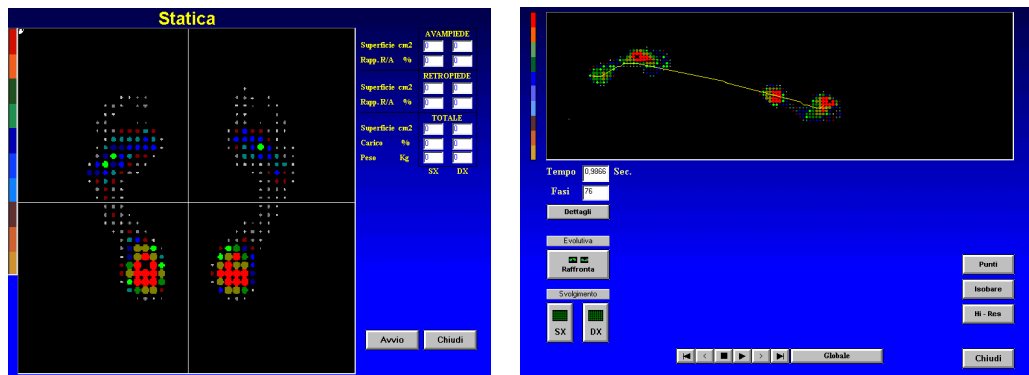 Statica
AVAMPIEDE
Superficie cm2 0 0
Rapp. R/A % 0 0
RETROPIEDE
Superficie cm2 0 0
Rapp. R/A % 0 0
TOTALE
Superficie cm2 0 0
Carico % 0 0
Peso Kg 0 0
SX DX
Avvio Chiudi
Tempo 0,9866 Sec.
Fasi 76
Dettagli
Evolutiva
Raffronta
Svolgimento
SX DX
Globale
Punti
Isobare
Hi - Res
Chiudi